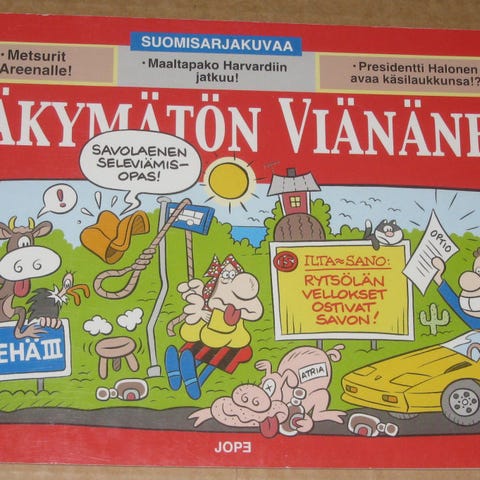 SUOMISARJAKUVAA
· Metsurit
Areenalle!
· Maaltapako Harvardiin
jatkuu!
· Presidentti Halonen
avaa käsilaukkunsa!?
ÄKYMÄTÖN VIÄNÄNE
SAVOLAENEN
SELEVIÄMIS-
OPAS!
!
OPTIO
ILTA≈SANO:
RYTSÖLÄN
VELLOKSET
OSTIVAT
SAVON!
EHÄ III
ATRIA
JOPE